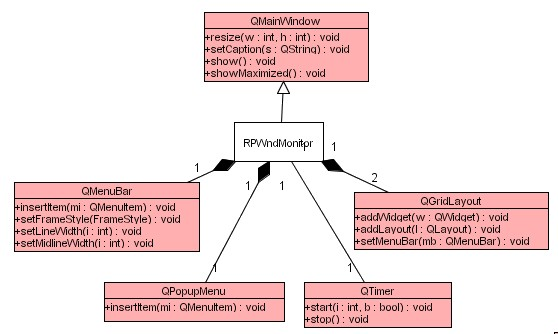 QMainWindow
+resize(w : int, h : int) : void
+setCaption(s : QString) : void
+show() : void
+showMaximized() : void
RPWndMonitor
1
1
1
1
2
QMenuBar
+insertItem(mi : QMenuItem) : void
+setFrameStyle(FrameStyle) : void
+setLineWidth(i : int) : void
+setMidlineWidth(i : int) : void
QGridLayout
+addWidget(w : QWidget) : void
+addLayout(l : QLayout) : void
+setMenuBar(mb : QMenuBar) : void
1
1
QPopupMenu
+insertItem(mi : QMenuItem) : void
QTimer
+start(i : int, b : bool) : void
+stop() : void